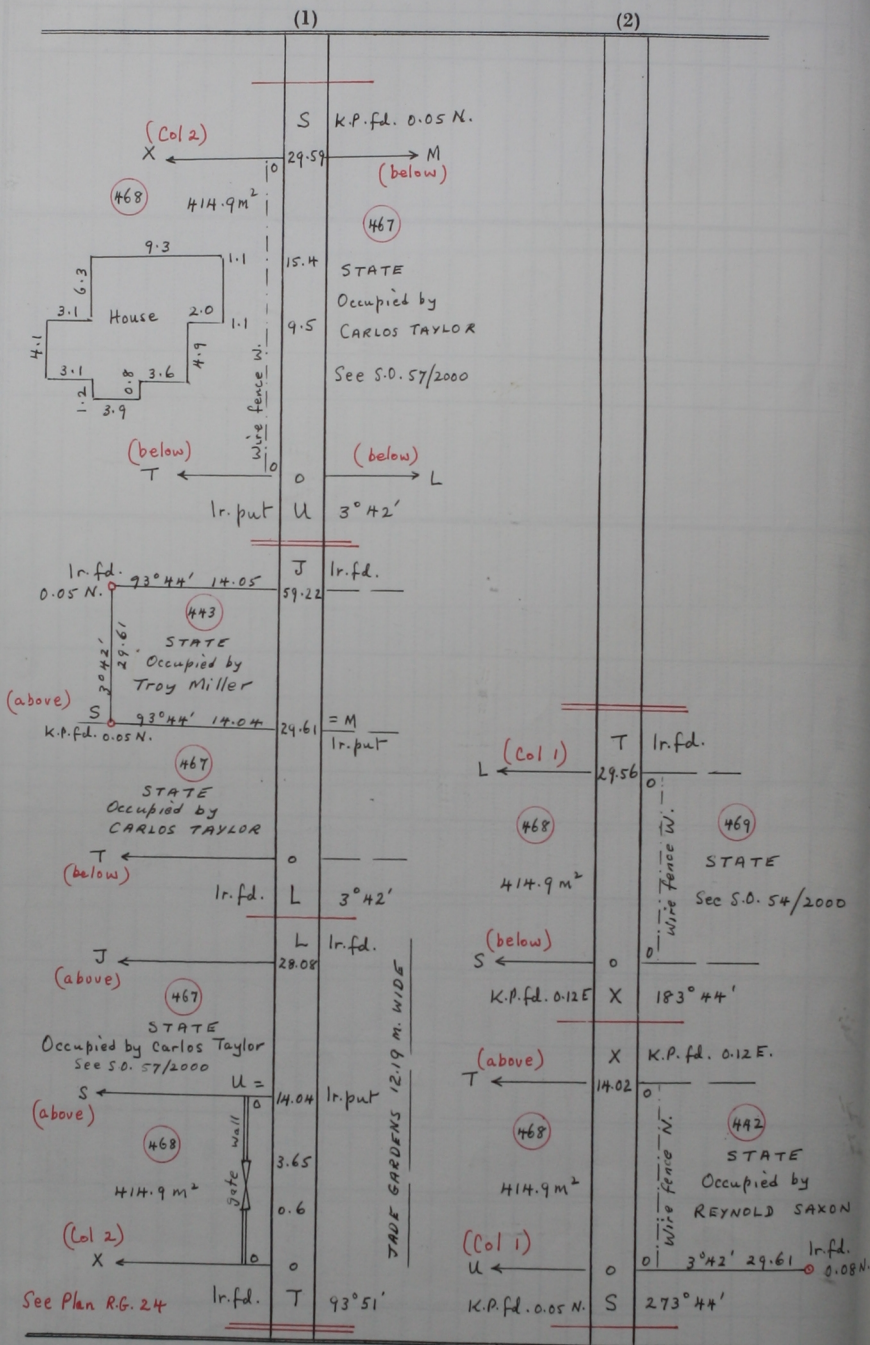 (1)
S K.P.fd. 0.05 N.
(Col 2)
X 0 29.59 M
(below)
468 414.9 m²
467
9.3
1.1 15.4 STATE
6.3
Occupied by
3.1 House 2.0
1.1 9.5 CARLOS TAYLOR
4.1 4.9
3.1 0.8 3.6 See S.O. 57/2000
1.2 3.9
Wire fence W.
(below) (below)
T 0 0 L
Ir. put U 3°42'
J Ir.fd.
Ir.fd. 93°44' 14.05 59.22
0.05 N.
443
STATE
3°42' 29.61
Occupied by
Troy Miller
(above)
S 93°44' 14.04 29.61 = M
K.P.fd. 0.05 N. Ir.put
467
STATE
Occupied by
CARLOS TAYLOR
T 0
(below)
Ir.fd. L 3°42'
L Ir.fd.
J 28.08
(above)
467
STATE
Occupied by Carlos Taylor
See S.O. 57/2000
U =
S 0 14.04 Ir.put
(above)
468
3.65
gate wall
414.9 m²
0.6
JADE GARDENS 12.19 M. WIDE
(Col 2)
X 0 0
See Plan R.G. 24 Ir.fd. T 93°51'
(2)
T Ir.fd.
(Col 1)
L 29.56 0
468 469
STATE
414.9 m² See S.O. 54/2000
Wire fence W.
(below)
S 0 0
K.P.fd. 0.12E X 183°44'
X K.P.fd. 0.12 E.
(above)
T 14.02 0
468 442
STATE
414.9 m² Occupied by
REYNOLD SAXON
Wire fence N.
(Col 1)
U 0 0 3°42' 29.61 Ir.fd.
0.08 N.
K.P.fd. 0.05 N. S 273°44'